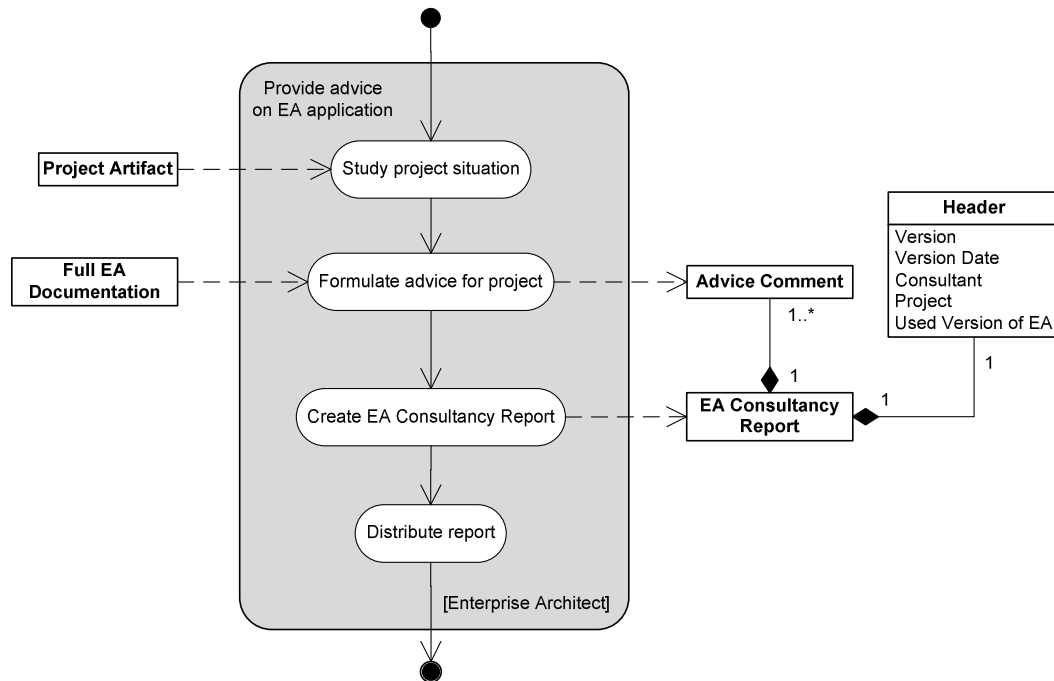 Provide advice
on EA application
Project Artifact
Study project situation
Header
Version
Version Date
Consultant
Project
Used Version of EA
Full EA
Documentation
Formulate advice for project
Advice Comment
1..*
1
1
1
Create EA Consultancy Report
EA Consultancy
Report
Distribute report
[Enterprise Architect]